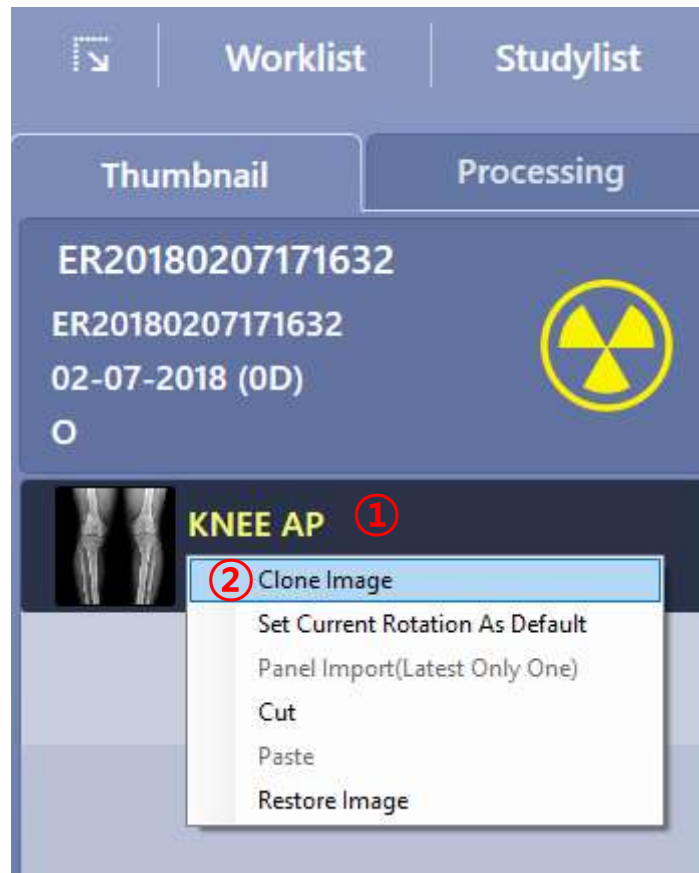 Worklist Studylist
Thumbnail Processing
ER20180207171632
ER20180207171632
02-07-2018 (0D)
O
KNEE AP ①
② Clone Image
Set Current Rotation As Default
Panel Import(Latest Only One)
Cut
Paste
Restore Image